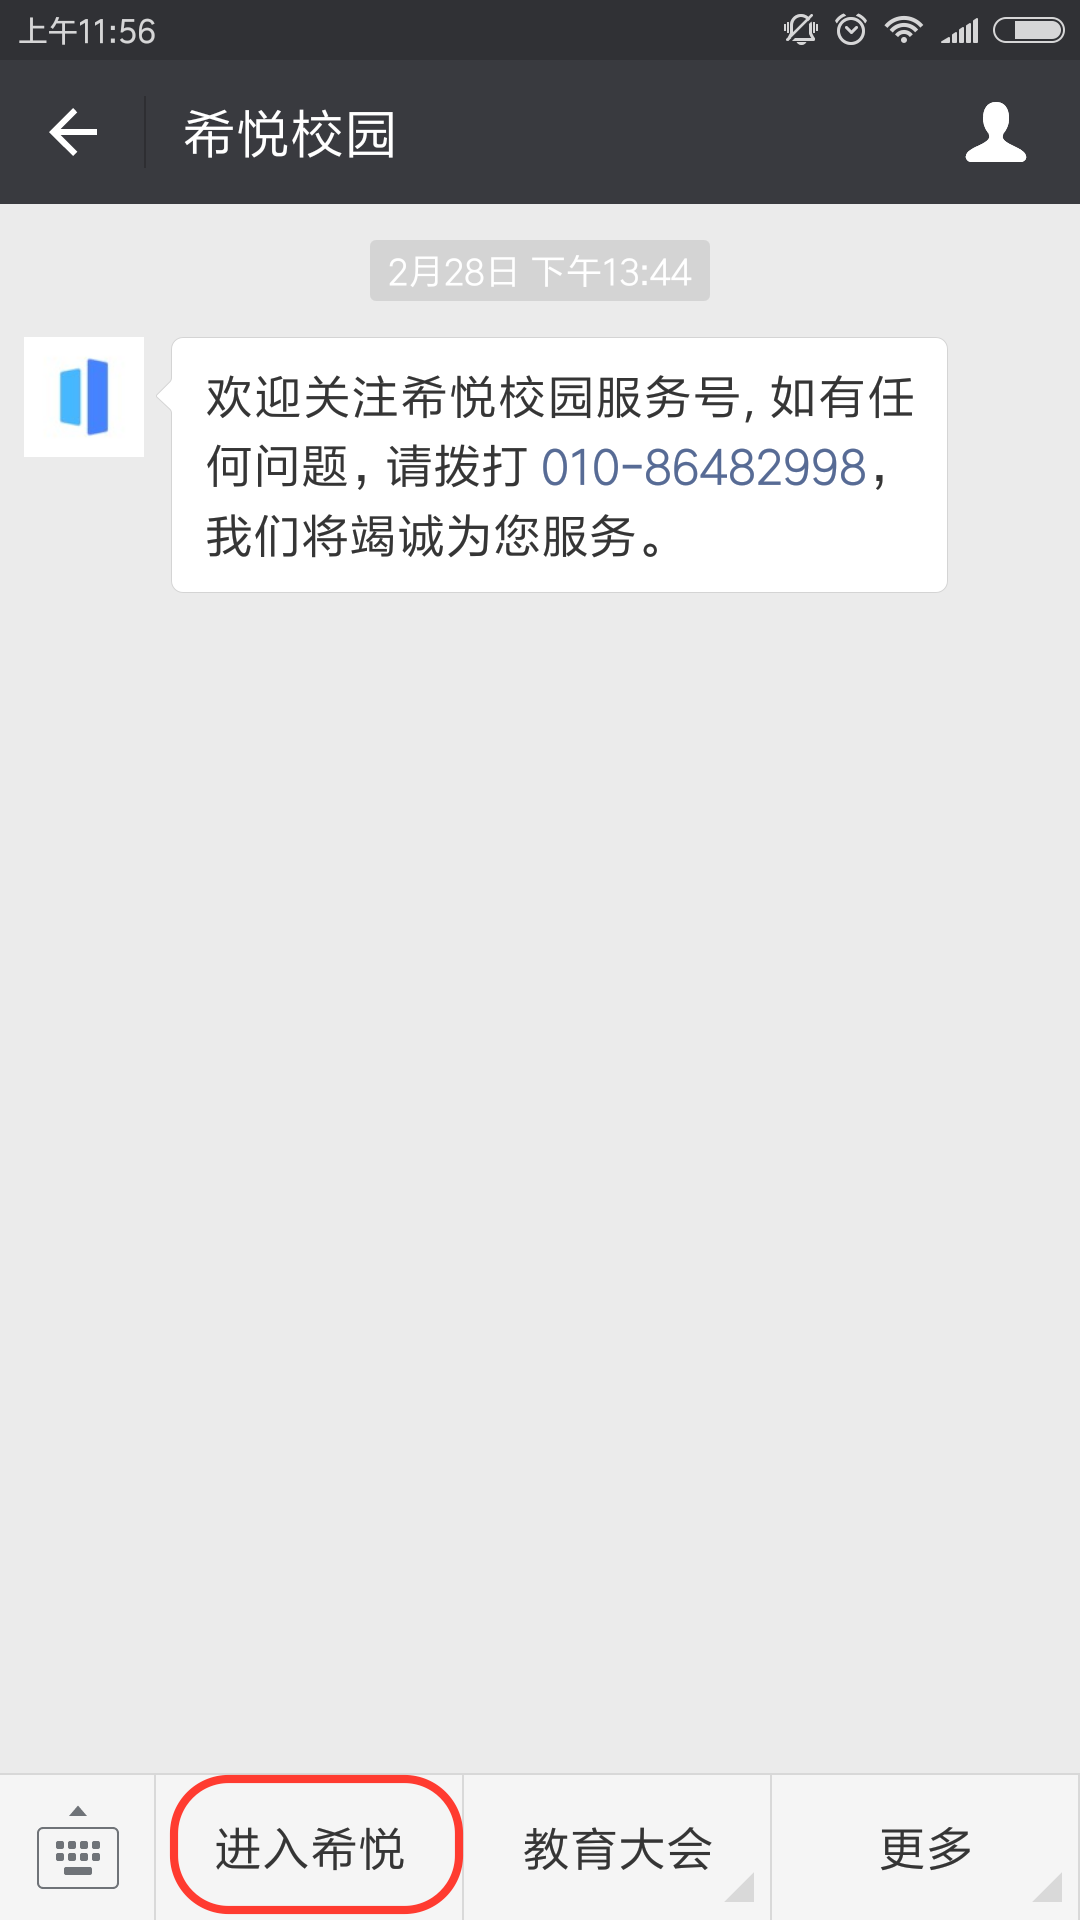 上午11:56
希悦校园
2月28日 下午13:44
欢迎关注希悦校园服务号, 如有任
何问题，请拨打 010-86482998，
我们将竭诚为您服务。
进入希悦
教育大会
更多